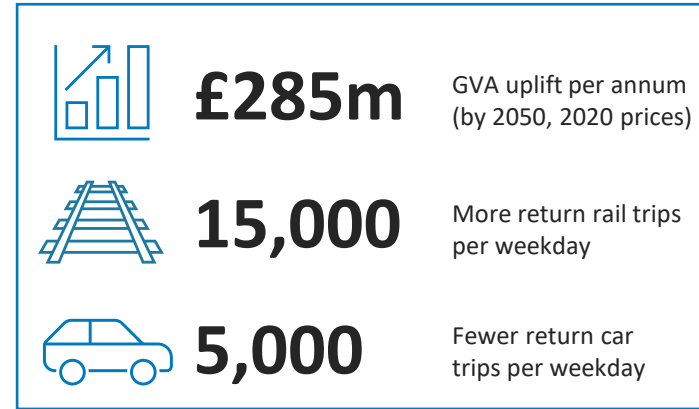 £285m
GVA uplift per annum
(by 2050, 2020 prices)
15,000
More return rail trips
per weekday
5,000
Fewer return car
trips per weekday